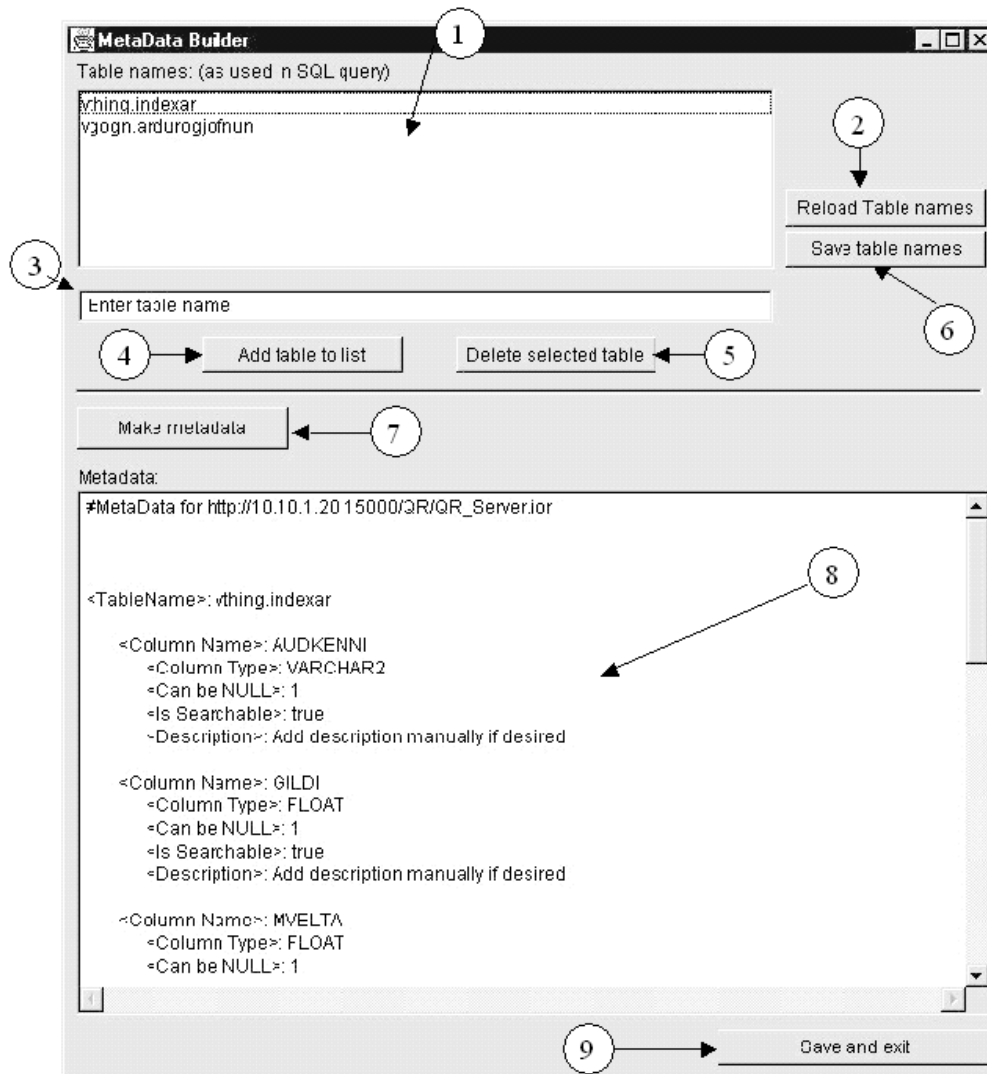 MetaData Builder
1
Table names: (as used in SQL query)
vthing.indexar
vgogn.ardurogjofnun
2
Reload Table names
Save table names
3
Enter table name
6
4
Add table to list
Delete selected table
5
Make metadata
7
Metadata:
#MetaData for http://10.10.1.20:15000/QR/QR_Server.ior
8
<TableName>: vthing.indexar
<Column Name>: AUDKENNI
<Column Type>: VARCHAR2
<Can be NULL>: 1
<Is Searchable>: true
<Description>: Add description manually if desired
<Column Name>: GILDI
<Column Type>: FLOAT
<Can be NULL>: 1
<Is Searchable>: true
<Description>: Add description manually if desired
<Column Name>: MVELTA
<Column Type>: FLOAT
<Can be NULL>: 1
9
Save and exit